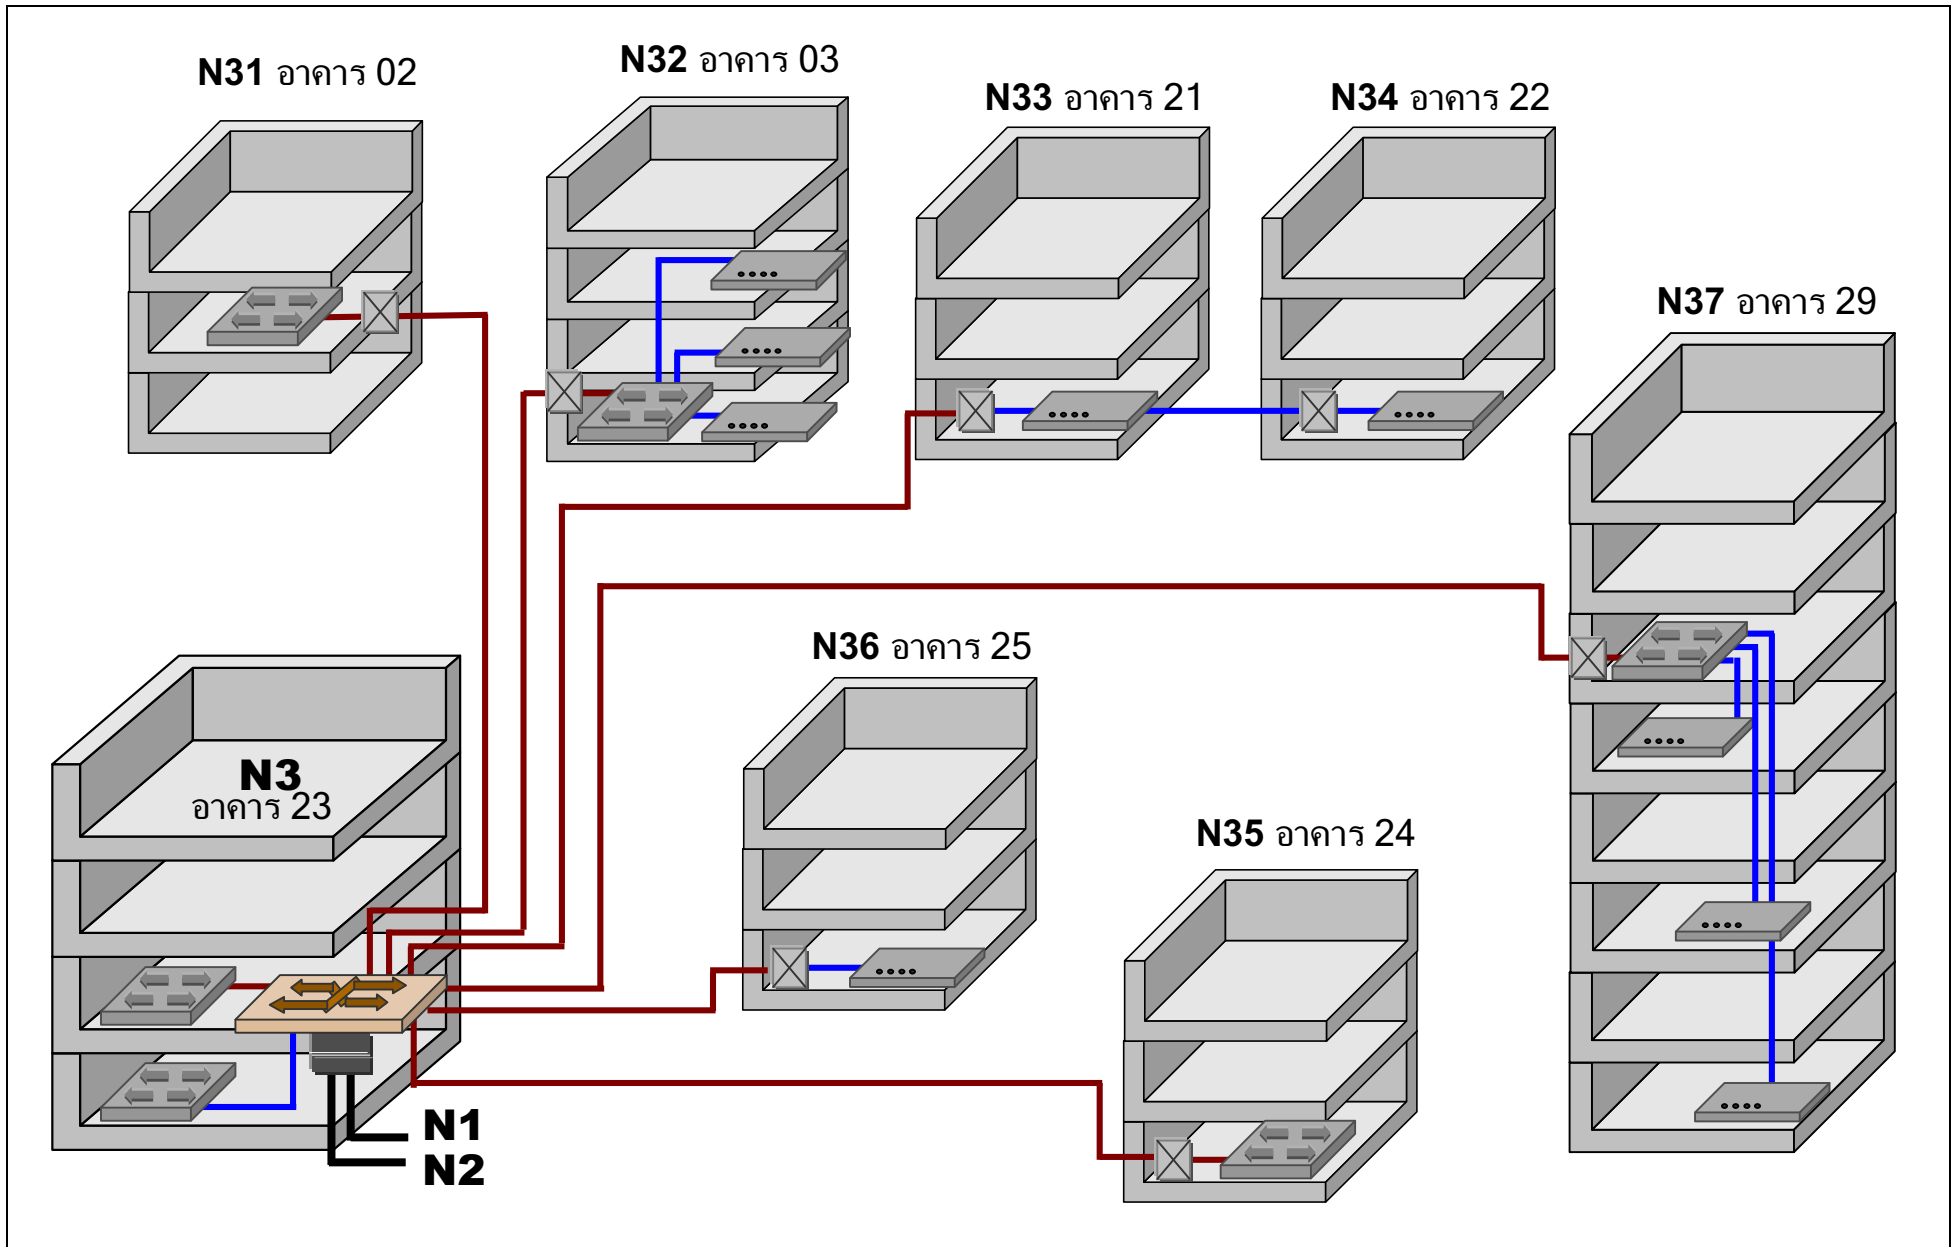 N31 อาคาร 02
N32 อาคาร 03
N33 อาคาร 21
N34 อาคาร 22
N37 อาคาร 29
N36 อาคาร 25
N3
อาคาร 23
N35 อาคาร 24
N1
N2